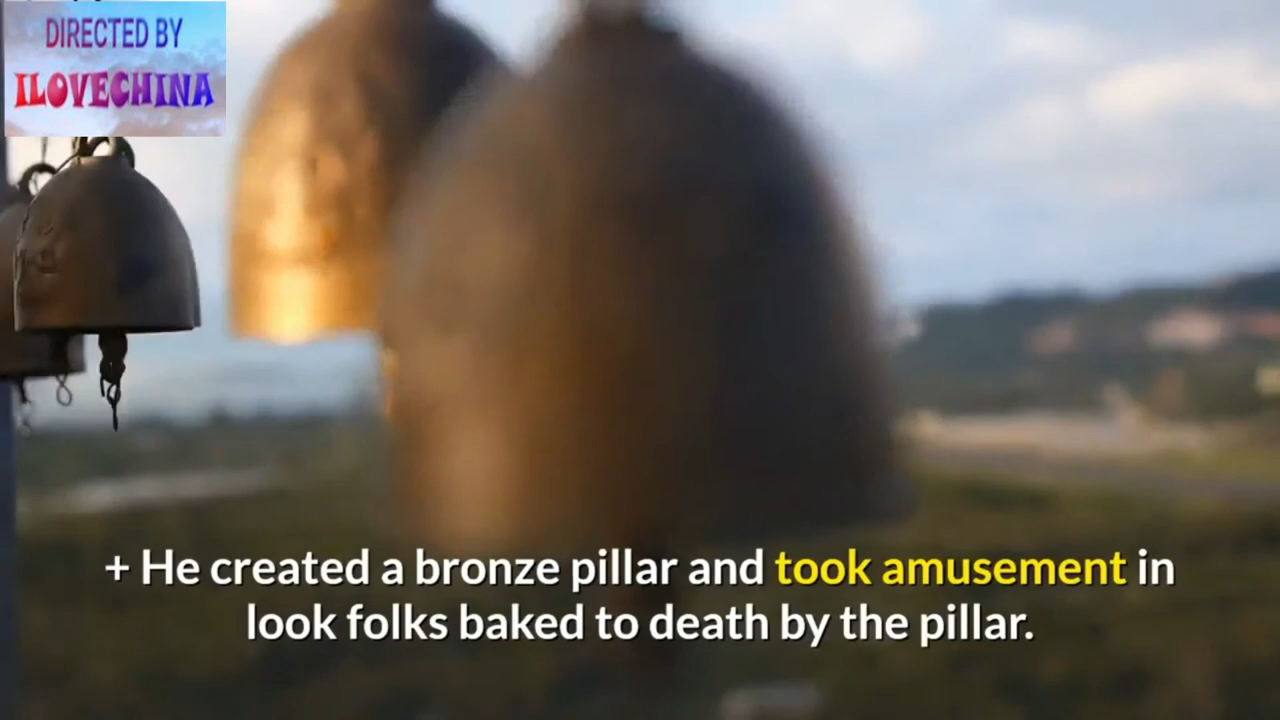 DIRECTED BY
ILOVECHINA
+ He created a bronze pillar and took amusement in
look folks baked to death by the pillar.